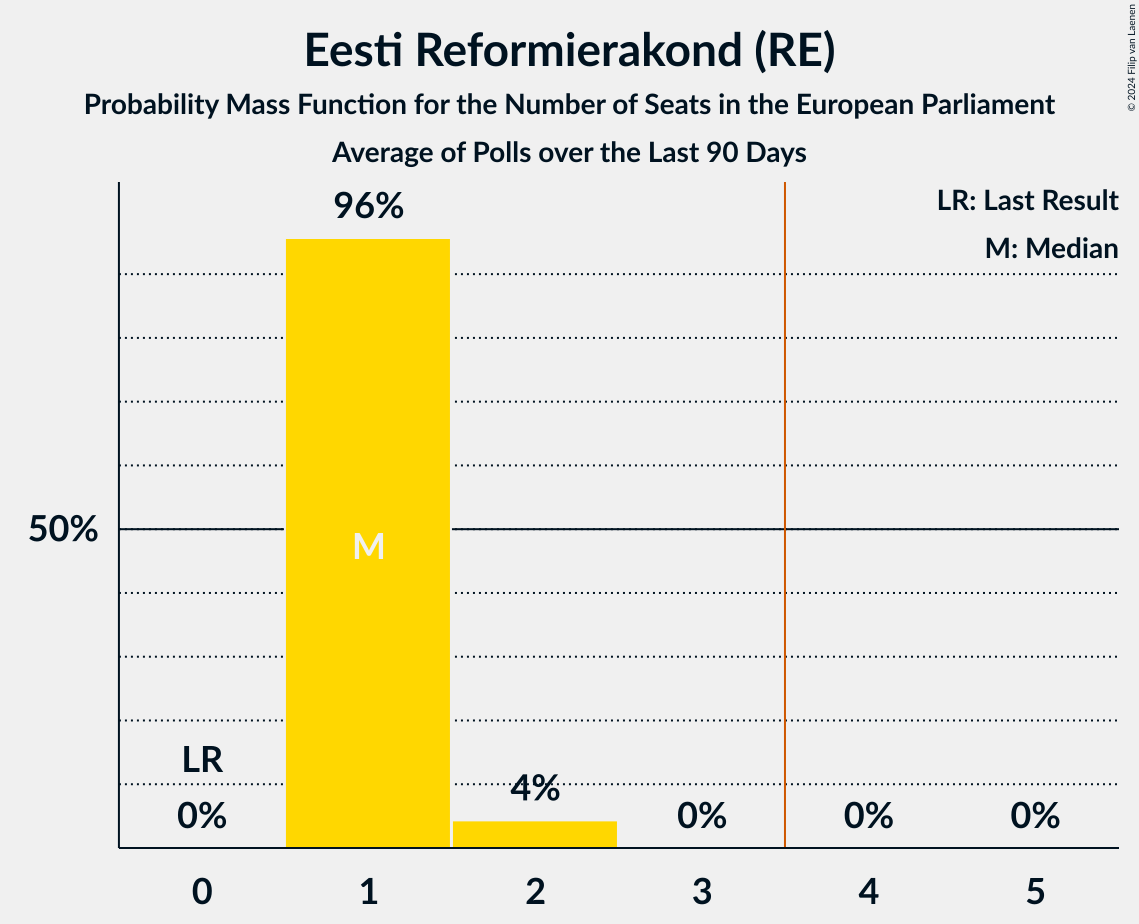 Eesti Reformierakond (RE)
Probability Mass Function for the Number of Seats in the European Parliament
Average of Polls over the Last 90 Days
© 2024 Filip van Laenen
LR: Last Result
M: Median
96%
50%
M
LR
0%
4%
0%
0%
0%
0
1
2
3
4
5